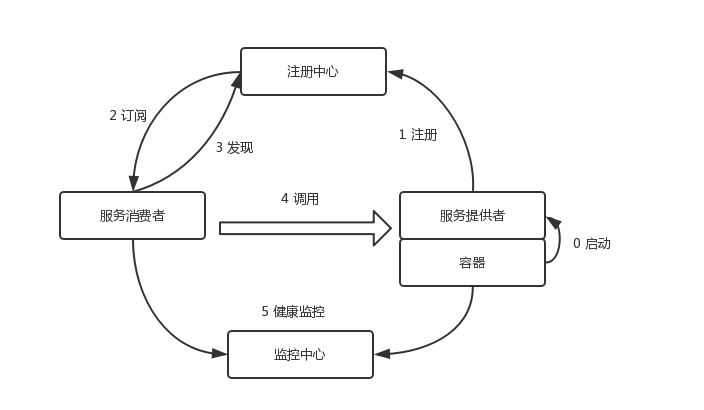 注册中心
2 订阅
1 注册
3 发现
4 调用
服务消费者
服务提供者
0 启动
容器
5 健康监控
监控中心